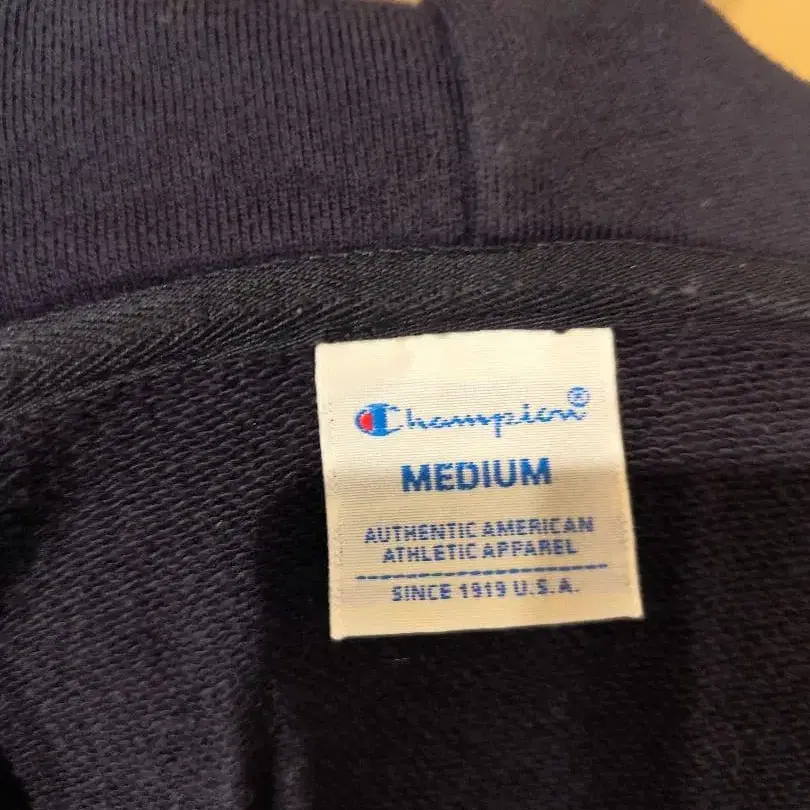 Champion®
MEDIUM
AUTHENTIC AMERICAN
ATHLETIC APPAREL
SINCE 1919 U.S.A.